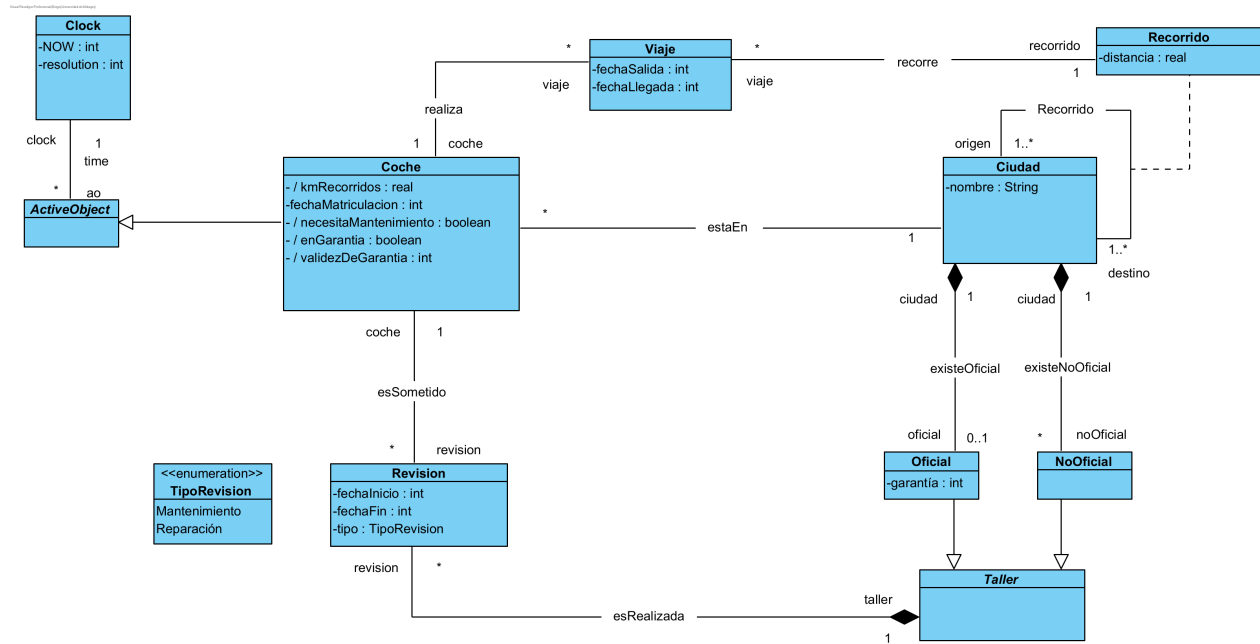 Clock
-NOW : int
-resolution : int
clock
1
time
*
ao
ActiveObject
Viaje
-fechaSalida : int
-fechaLlegada : int
*
viaje
*
viaje
recorre
recorrido
1
Recorrido
-distancia : real
realiza
1
coche
Coche
- / kmRecorridos : real
-fechaMatriculacion : int
- / necesitaMantenimiento : boolean
- / enGarantia : boolean
- / validezDeGarantia : int
*
estaEn
1
Recorrido
origen
1..*
Ciudad
-nombre : String
1..*
destino
ciudad
1
ciudad
1
existeOficial
existeNoOficial
oficial
0..1
*
noOficial
Oficial
-garantía : int
NoOficial
coche
1
esSometido
*
revision
<<enumeration>>
TipoRevision
Mantenimiento
Reparación
Revision
-fechaInicio : int
-fechaFin : int
-tipo : TipoRevision
revision
*
esRealizada
taller
1
Taller